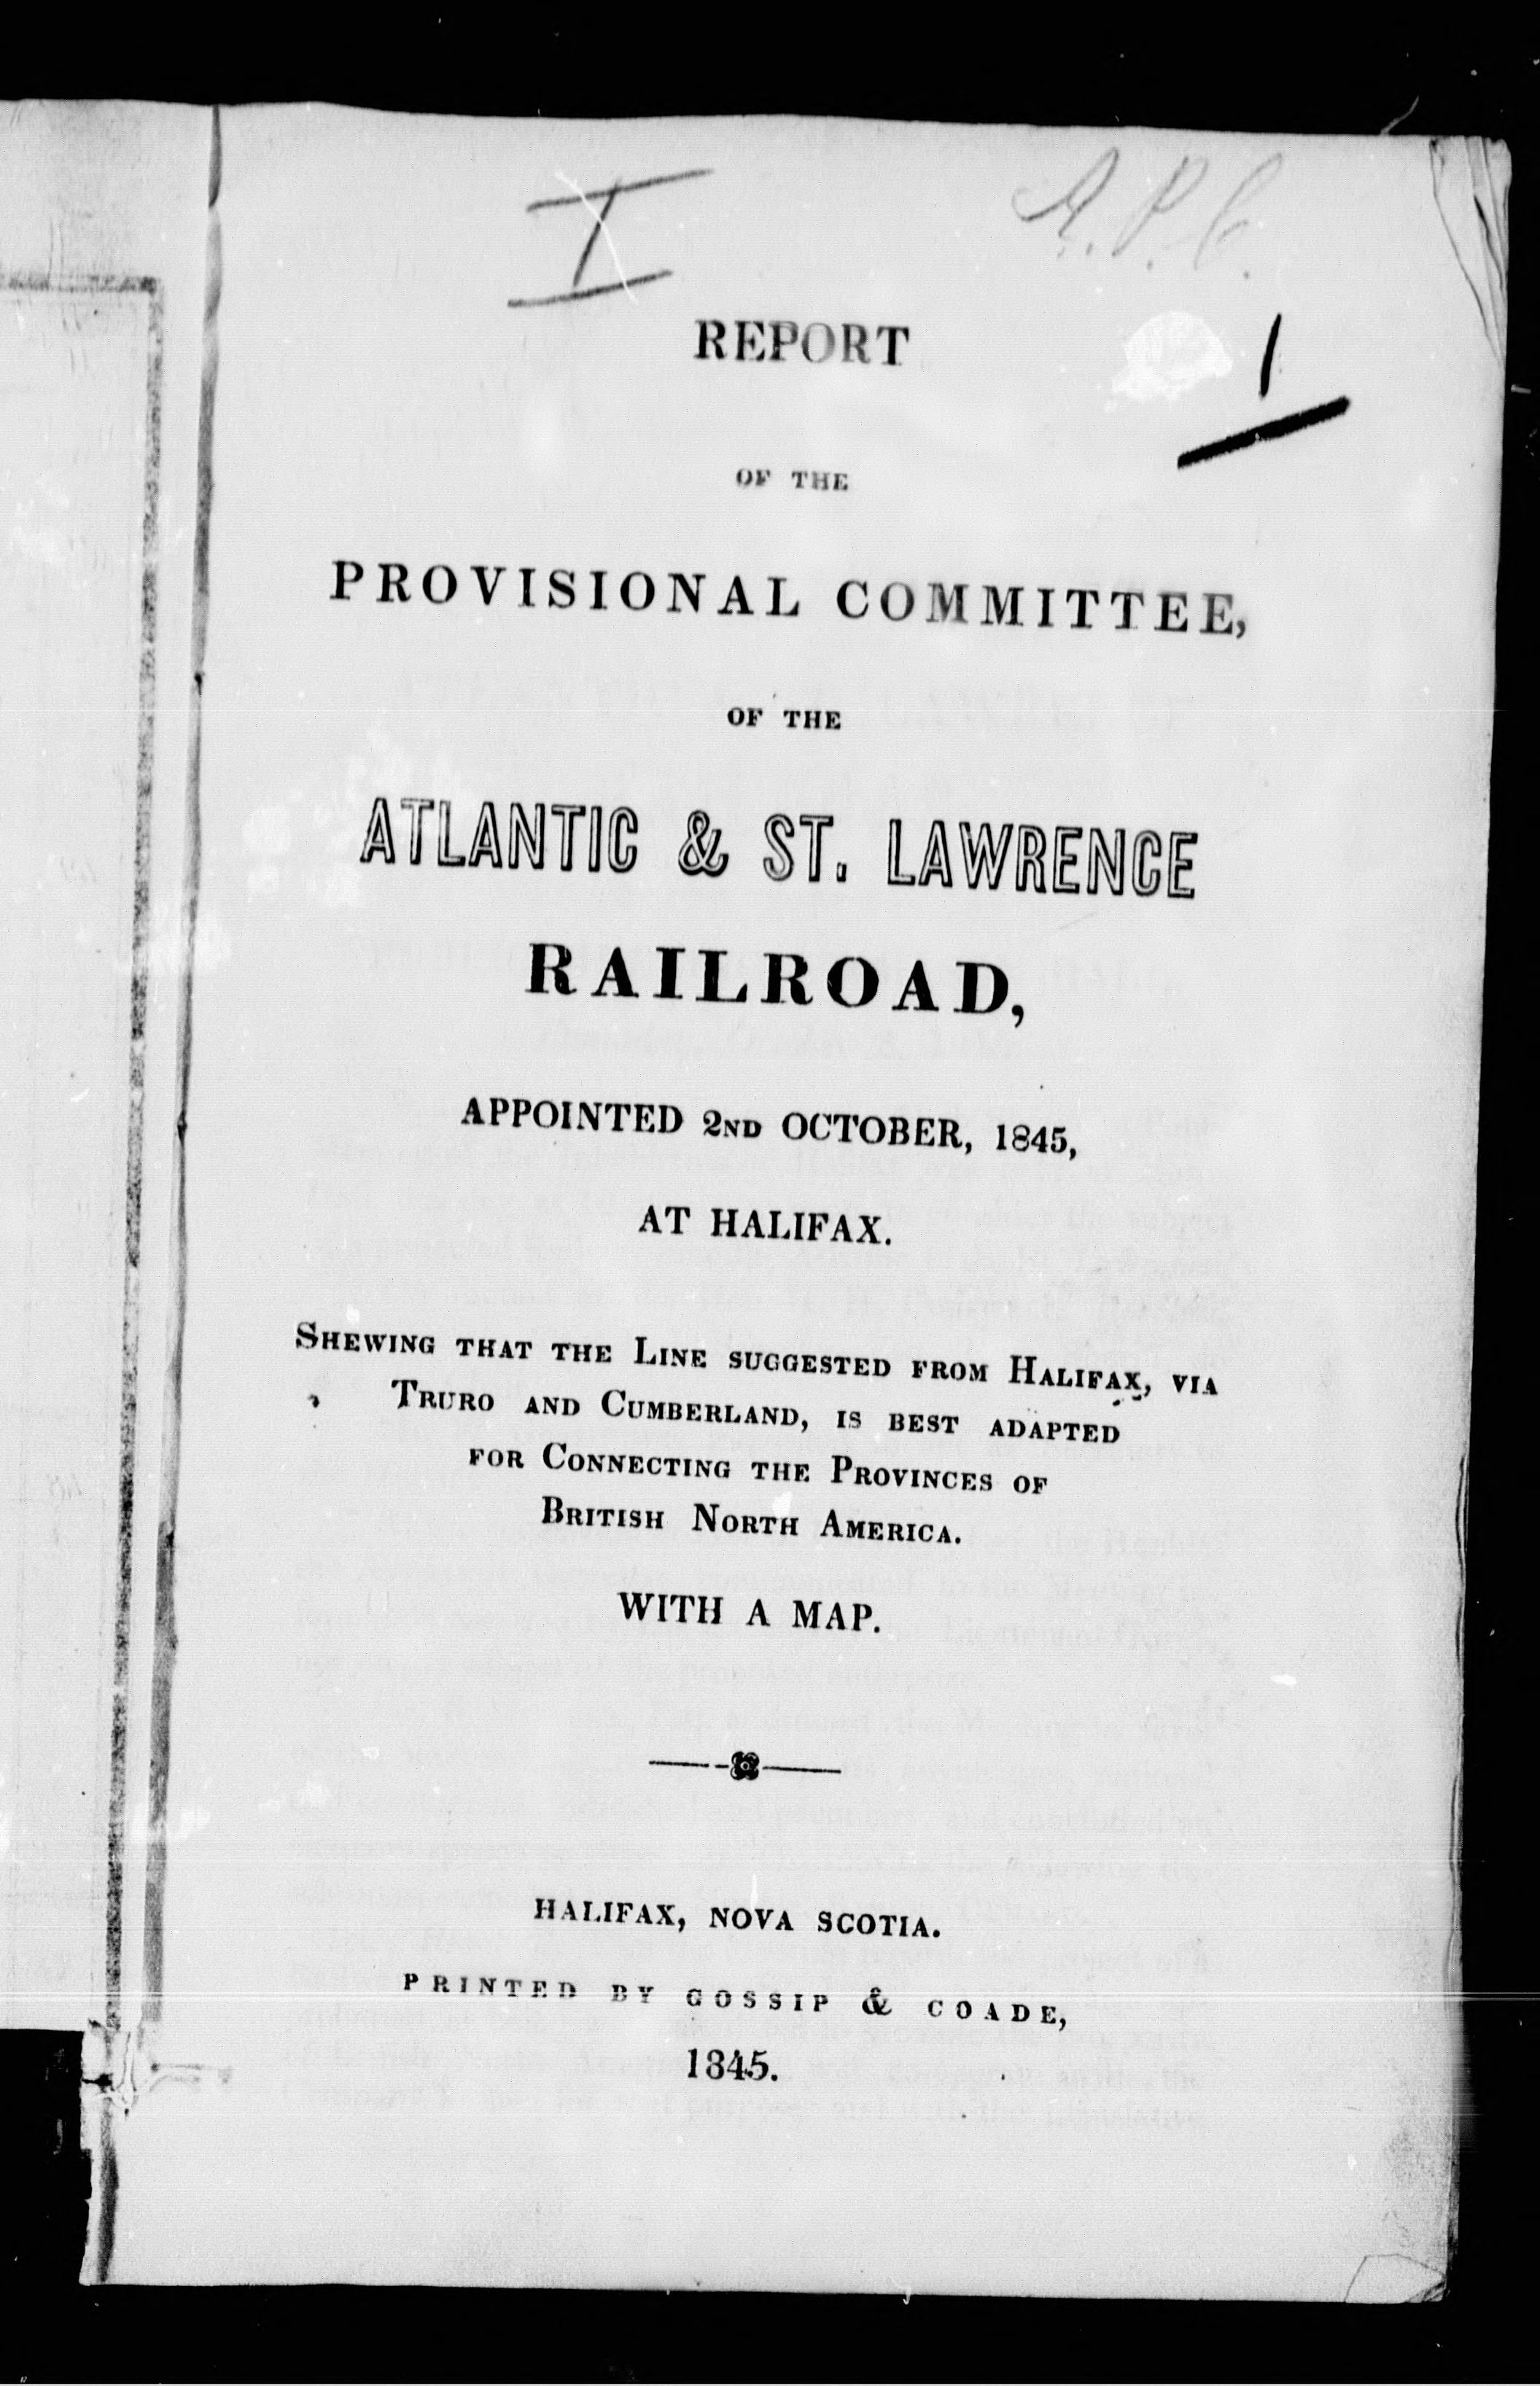 I
A. P. C.
REPORT
1
OF THE
PROVISIONAL COMMITTEE,
OF THE
ATLANTIC & ST. LAWRENCE
RAILROAD,
APPOINTED 2ND OCTOBER, 1845,
AT HALIFAX.
SHEWING THAT THE LINE SUGGESTED FROM HALIFAX, VIA
TRURO AND CUMBERLAND, IS BEST ADAPTED
FOR CONNECTING THE PROVINCES OF
BRITISH NORTH AMERICA.
WITH A MAP.
HALIFAX, NOVA SCOTIA.
PRINTED BY GOSSIP & COADE,
1845.